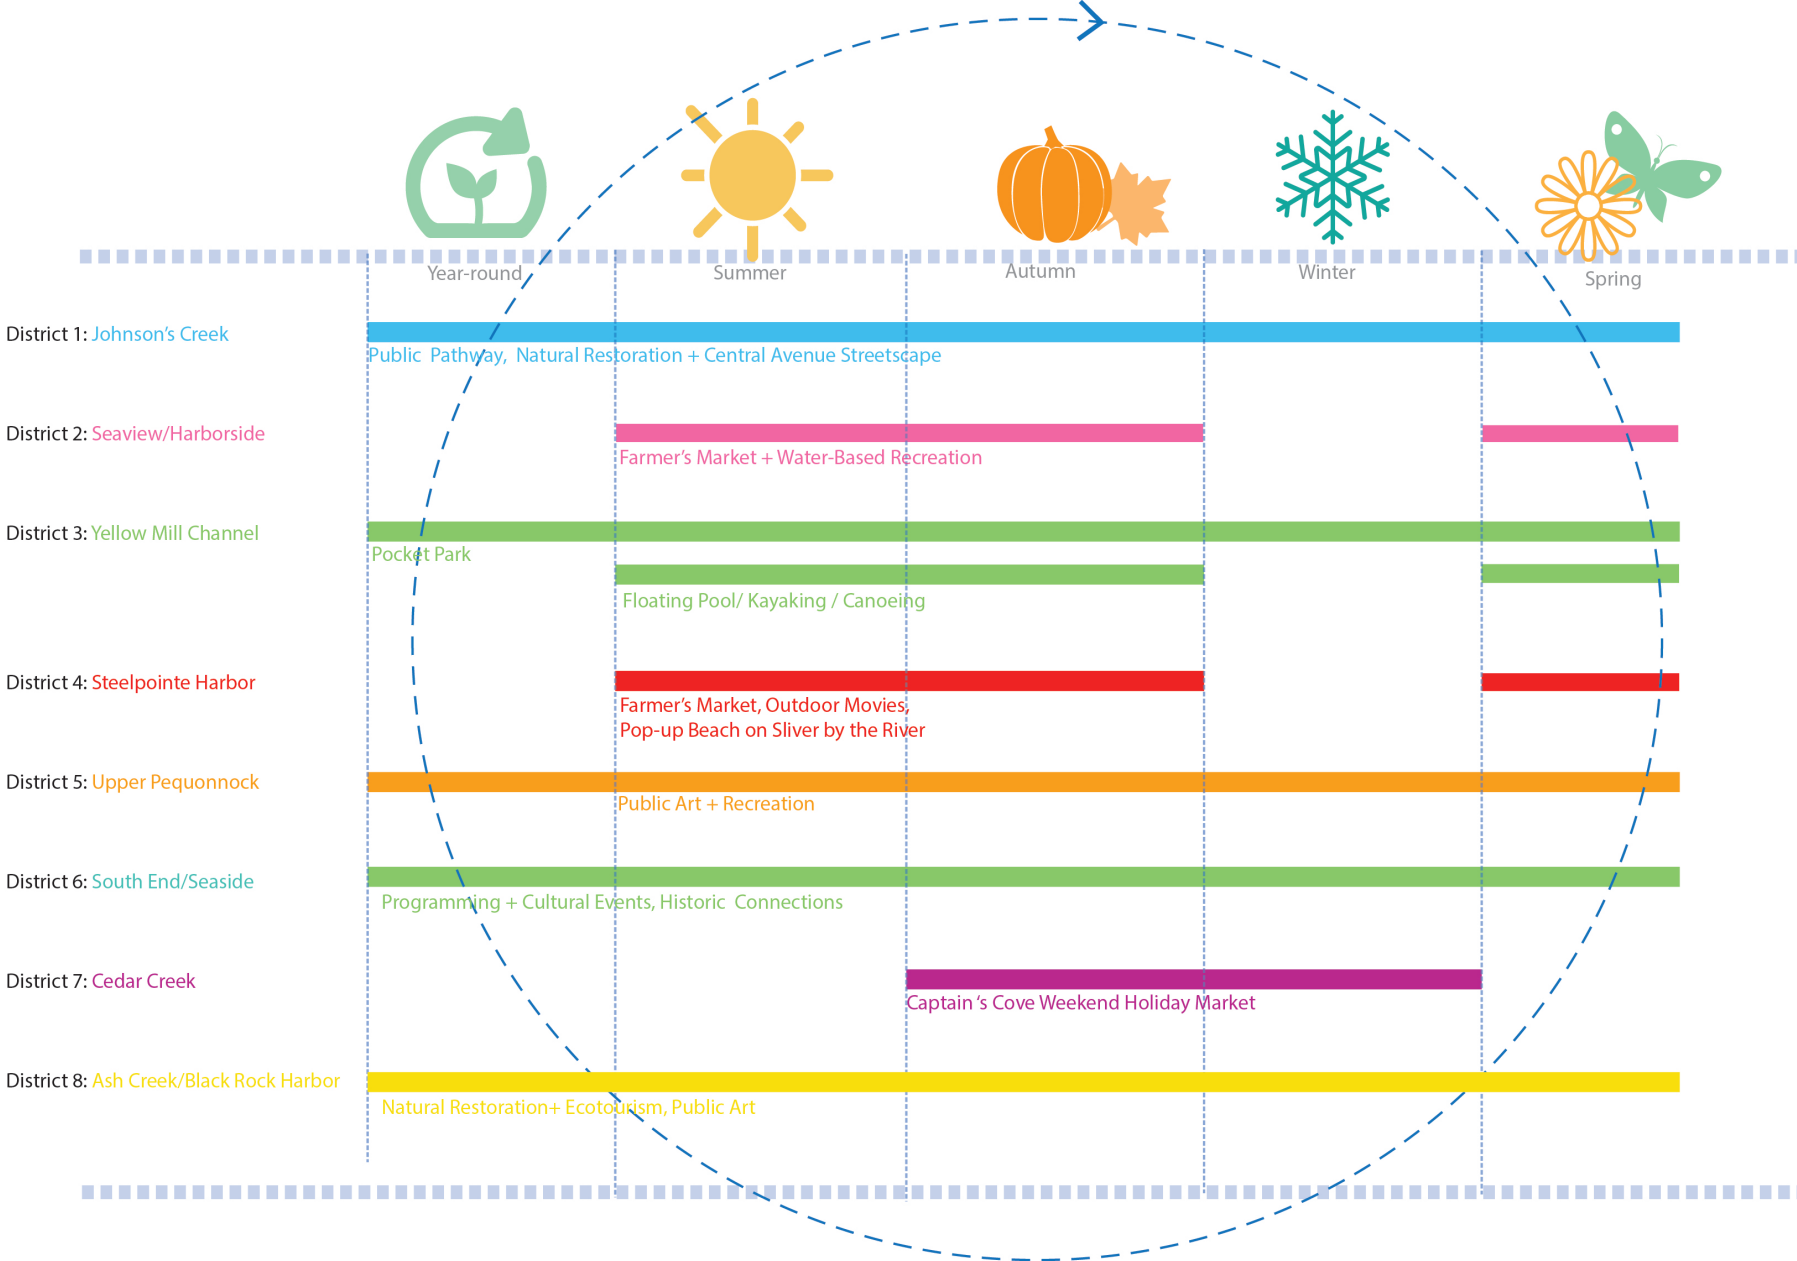 Year-round
Summer
Autumn
Winter
Spring
District 1: Johnson's Creek
Public Pathway, Natural Restoration + Central Avenue Streetscape
District 2: Seaview/Harborside
Farmer's Market + Water-Based Recreation
District 3: Yellow Mill Channel
Pocket Park
Floating Pool/ Kayaking / Canoeing
District 4: Steelpointe Harbor
Farmer's Market, Outdoor Movies,
Pop-up Beach on Sliver by the River
District 5: Upper Pequonnock
Public Art + Recreation
District 6: South End/Seaside
Programming + Cultural Events, Historic Connections
District 7: Cedar Creek
Captain ‘s Cove Weekend Holiday Market
District 8: Ash Creek/Black Rock Harbor
Natural Restoration+ Ecotourism, Public Art